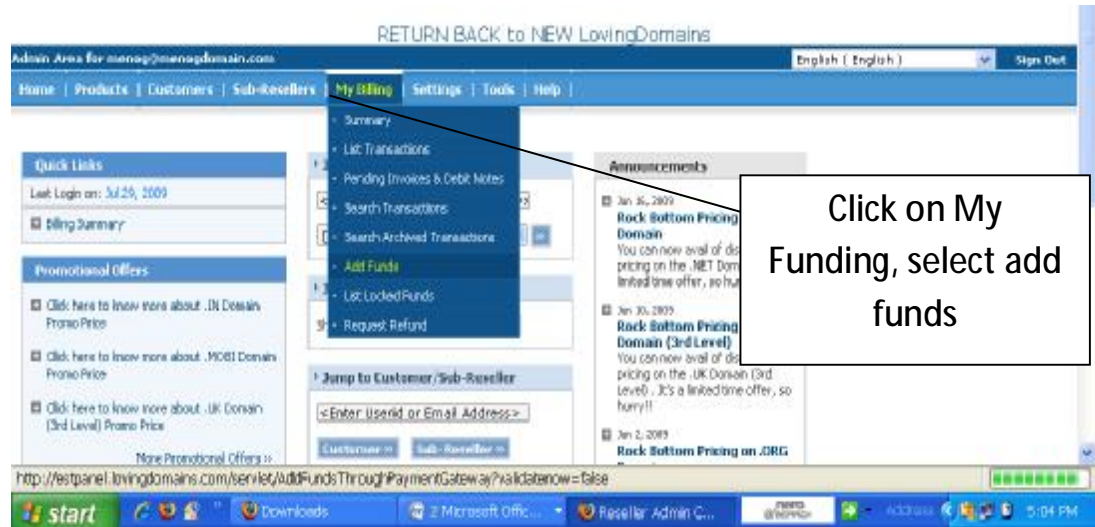 RETURN BACK to NEW LovingDomains
Admin Area for menog@menogdomain.com
English ( English )
Sign Out
Home | Products | Customers | Sub-Resellers | My Billing | Settings | Tools | Help |
Summary
List Transactions
Pending Invoices & Debit Notes
Search Transactions
Search Archived Transactions
Add Funds
List Locked Funds
Request Refund
Quick Links
Last Login on: Jul 29, 2009
Billing Summary
Promotional Offers
Click here to know more about .IN Domain
Promo Price
Click here to know more about .MOBI Domain
Promo Price
Click here to know more about .UK Domain
(3rd Level) Promo Price
More Promotional Offers »
Jump to Customer/Sub-Reseller
<Enter Userid or Email Address>
Customer »
Sub-Reseller »
Announcements
2009
Rock Bottom Pricing
Domain
You can now avail of dis
pricing on the .NET Dom
limited time offer, so hur
2009
Rock Bottom Pricing
Domain (3rd Level)
You can now avail of dis
pricing on the .UK Domain (3rd
Level) . It's a limited time offer, so
hurry!!
Jun 2, 2009
Rock Bottom Pricing on .ORG
Click on My
Funding, select add
funds
http://testpanel.lovingdomains.com/servlet/AddFundsThroughPaymentGateway?validatenow=false
start
Downloads
2 Microsoft Offic...
Reseller Admin C...
Address
5:04 PM